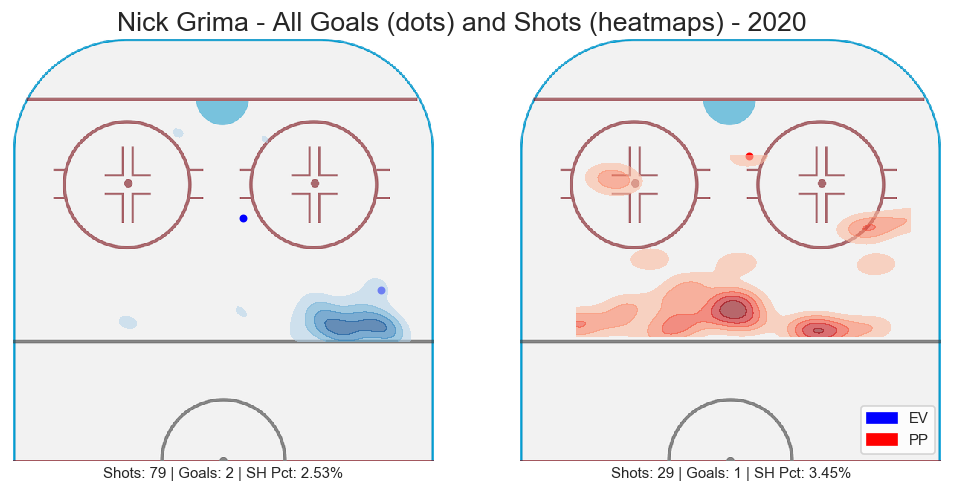 Nick Grima - All Goals (dots) and Shots (heatmaps) - 2020
EV
PP
Shots: 79 | Goals: 2 | SH Pct: 2.53%
Shots: 29 | Goals: 1 | SH Pct: 3.45%